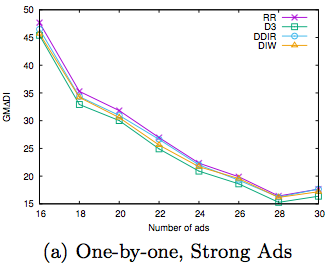 50
45
40
35
30
25
20
15
GMΔDI
RR
D3
DDIR
DIW
16 18 20 22 24 26 28 30
Number of ads
(a) One-by-one, Strong Ads